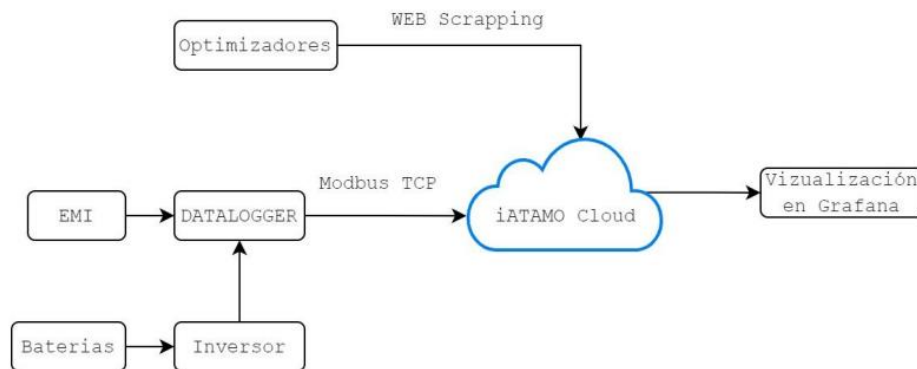 WEB Scrapping
Optimizadores
Modbus TCP
EMI
DATALOGGER
iATAMO Cloud
Vizualización
en Grafana
Baterias
Inversor